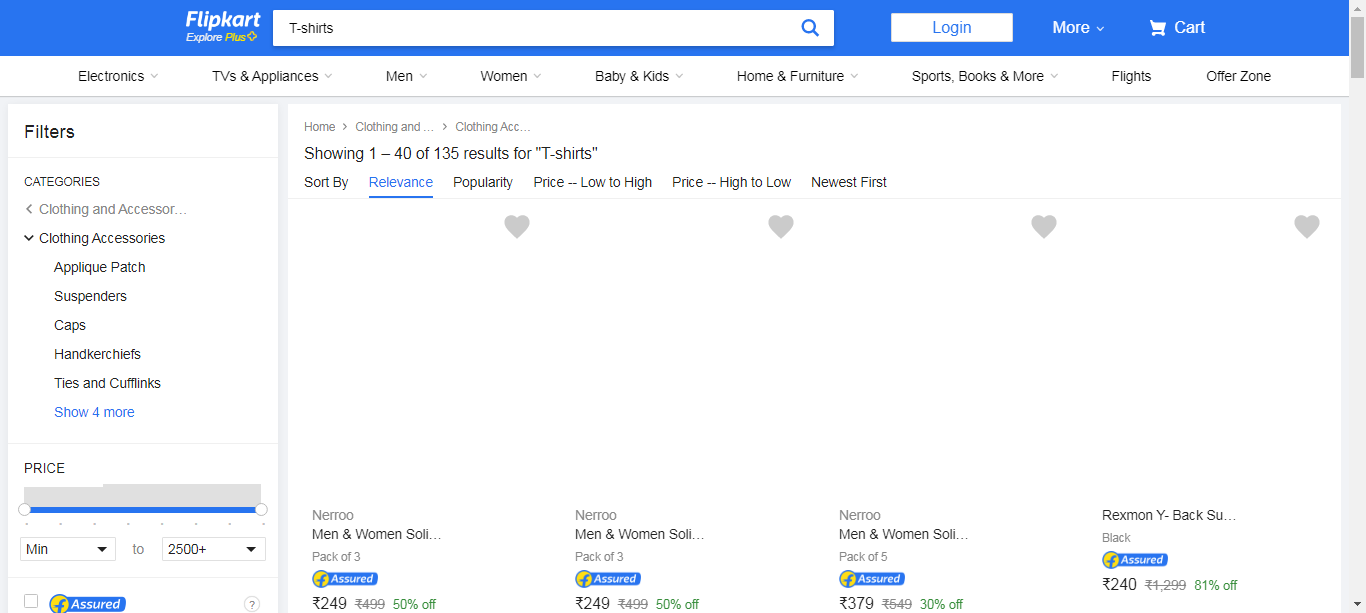 Flipkart
Explore Plus
T-shirts
Login
More
Cart
Electronics
TVs & Appliances
Men
Women
Baby & Kids
Home & Furniture
Sports, Books & More
Flights
Offer Zone
Filters
CATEGORIES
Clothing and Accessor...
Clothing Accessories
Applique Patch
Suspenders
Caps
Handkerchiefs
Ties and Cufflinks
Show 4 more
PRICE
Min to 2500+
Assured ?
Home > Clothing and ... > Clothing Acc...
Showing 1 – 40 of 135 results for "T-shirts"
Sort By Relevance Popularity Price -- Low to High Price -- High to Low Newest First
Nerroo
Men & Women Soli...
Pack of 3
Assured
₹249 ₹499 50% off
Nerroo
Men & Women Soli...
Pack of 3
Assured
₹249 ₹499 50% off
Nerroo
Men & Women Soli...
Pack of 5
Assured
₹379 ₹549 30% off
Rexmon Y- Back Su...
Black
Assured
₹240 ₹1,299 81% off